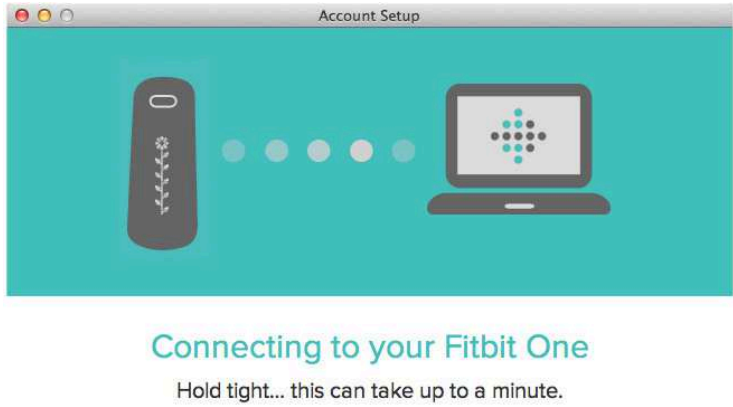 Account Setup
Connecting to your Fitbit One
Hold tight... this can take up to a minute.